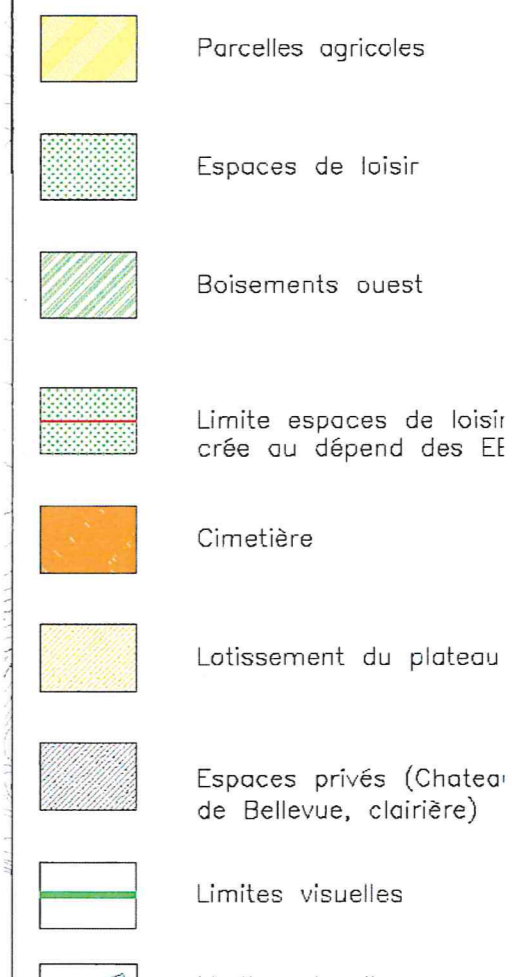 Parcelles agricoles
Espaces de loisir
Boisements ouest
Limite espaces de loisir
crée au dépend des
Cimetière
Lotissement du plateau
Espaces privés
de Bellevue, clairière)
Limites visuelles